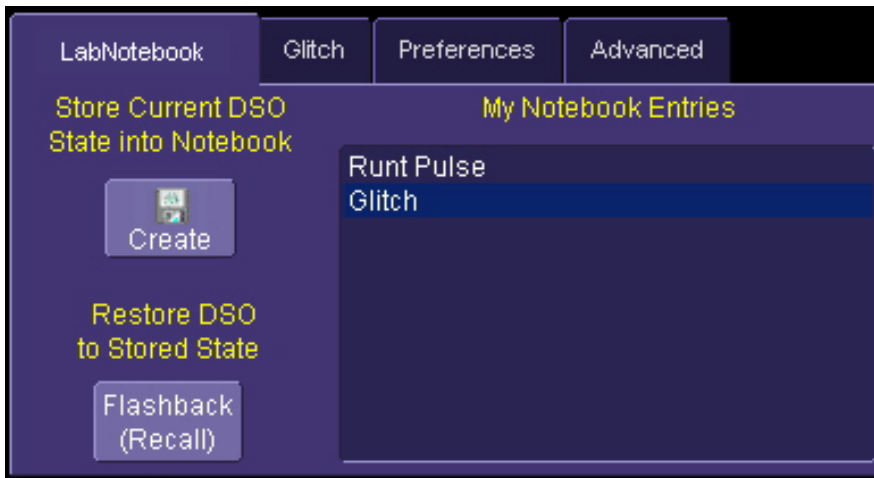 LabNotebook Glitch Preferences Advanced
Store Current DSO
State into Notebook
Create
Restore DSO
to Stored State
Flashback
(Recall)
My Notebook Entries
Runt Pulse
Glitch